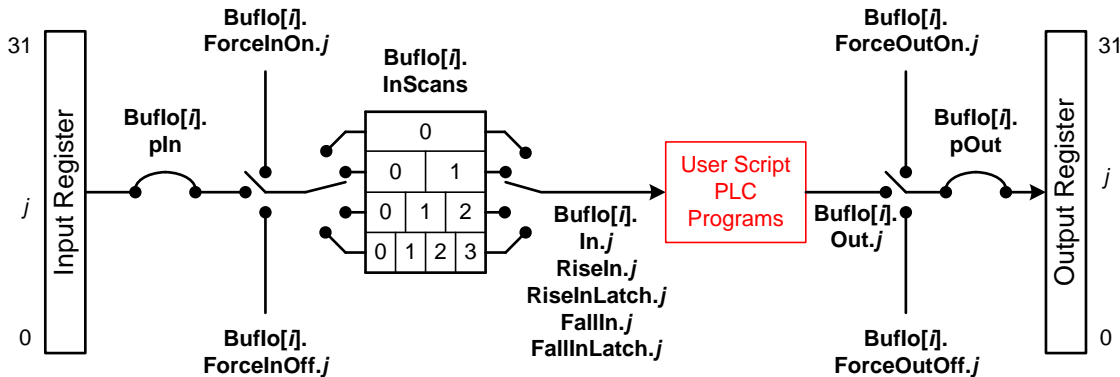 31
j
0
Input Register
BufIo[i].
pIn
BufIo[i].
ForceInOn.j
BufIo[i].
ForceInOff.j
BufIo[i].
InScans
0
0 1
0 1 2
0 1 2 3
BufIo[i].
In.j
RiseIn.j
RiseInLatch.j
FallIn.j
FallInLatch.j
User Script
PLC
Programs
BufIo[i].
Out.j
BufIo[i].
ForceOutOn.j
BufIo[i].
ForceOutOff.j
BufIo[i].
pOut
Output Register
31
j
0